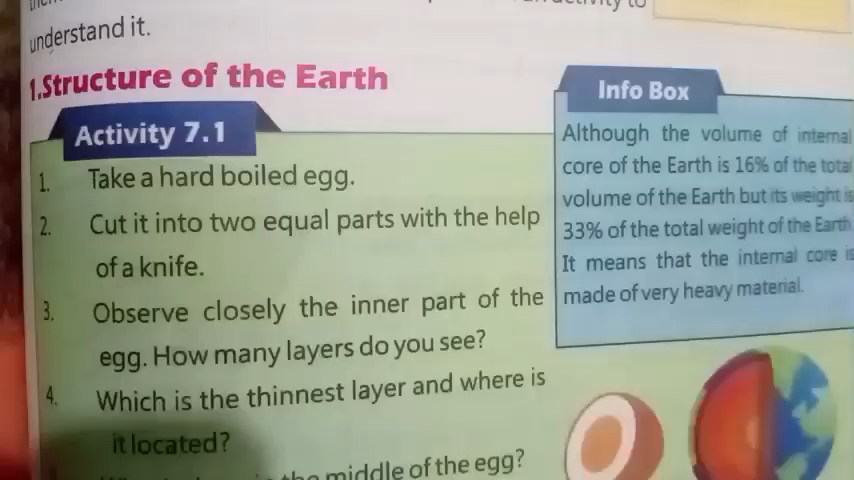 understand it.
1.Structure of the Earth
Activity 7.1
1. Take a hard boiled egg.
2. Cut it into two equal parts with the help
of a knife.
3. Observe closely the inner part of the
egg. How many layers do you see?
4. Which is the thinnest layer and where is
it located?
the middle of the egg?
Info Box
Although the volume of internal
core of the Earth is 16% of the total
volume of the Earth but its weight is
33% of the total weight of the Earth
It means that the internal core is
made of very heavy material.